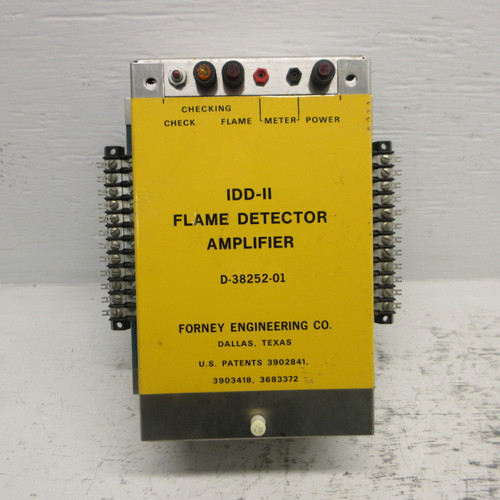 CHECKING
CHECK FLAME METER POWER
IDD-II
FLAME DETECTOR
AMPLIFIER
D-38252-01
FORNEY ENGINEERING CO.
DALLAS, TEXAS
U.S. PATENTS 3902841,
3903418, 3683372